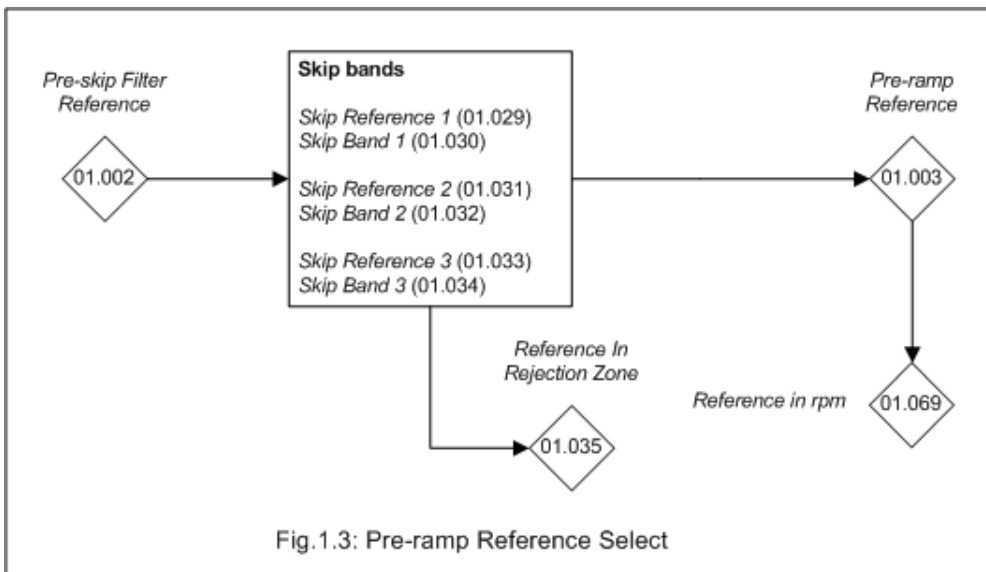 Pre-skip Filter
Reference
01.002
Skip bands
Skip Reference 1 (01.029)
Skip Band 1 (01.030)
Skip Reference 2 (01.031)
Skip Band 2 (01.032)
Skip Reference 3 (01.033)
Skip Band 3 (01.034)
Pre-ramp
Reference
01.003
Reference In
Rejection Zone
01.035
Reference in rpm
01.069
Fig.1.3: Pre-ramp Reference Select